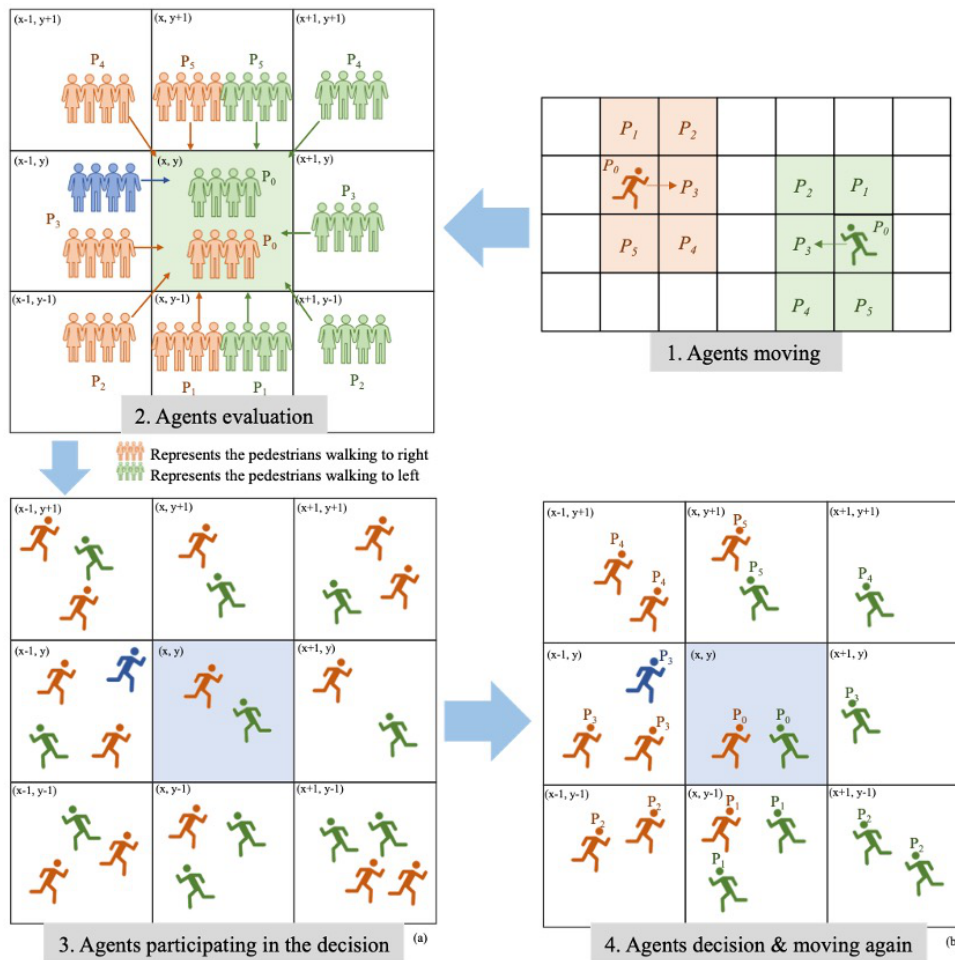 (x-1, y+1)
(x, y+1)
(x+1, y+1)
P4
P5
P5
P4
(x-1, y)
(x, y)
(x+1, y)
P0
P3
P3
P0
(x-1, y-1)
(x, y-1)
(x+1, y-1)
P2
P1
P1
P2
2. Agents evaluation
P1
P2
P0
P3
P2
P1
P5
P4
P3
P0
P4
P5
1. Agents moving
Represents the pedestrians walking to right
Represents the pedestrians walking to left
(x-1, y+1)
(x, y+1)
(x+1, y+1)
(x-1, y)
(x, y)
(x+1, y)
(x-1, y-1)
(x, y-1)
(x+1, y-1)
3. Agents participating in the decision
(a)
(x-1, y+1)
(x, y+1)
(x+1, y+1)
P5
P4
P4
P5
P4
(x-1, y)
(x, y)
(x+1, y)
P3
P3
P3
P3
P0
P0
(x-1, y-1)
(x, y-1)
(x+1, y-1)
P2
P2
P1
P1
P2
P1
P2
4. Agents decision & moving again
(b